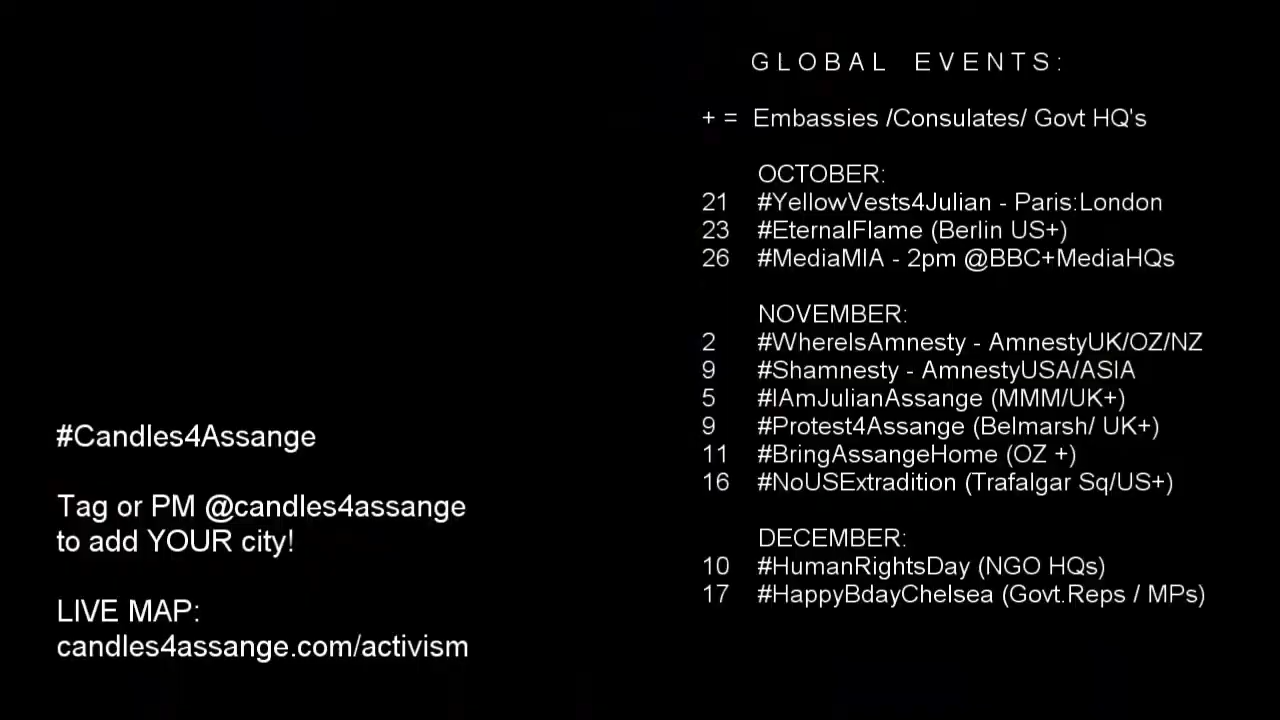 GLOBAL EVENTS:
+ = Embassies /Consulates/ Govt HQ's
OCTOBER:
21 #YellowVests4Julian - Paris:London
23 #EternalFlame (Berlin US+)
26 #MediaMIA - 2pm @BBC+MediaHQs
NOVEMBER:
2 #WhereIsAmnesty - AmnestyUK/OZ/NZ
9 #Shamnesty - AmnestyUSA/ASIA
5 #IAmJulianAssange (MMM/UK+)
9 #Protest4Assange (Belmarsh/ UK+)
11 #BringAssangeHome (OZ +)
16 #NoUSExtradition (Trafalgar Sq/US+)
DECEMBER:
10 #HumanRightsDay (NGO HQs)
17 #HappyBdayChelsea (Govt.Reps / MPs)
#Candles4Assange
Tag or PM @candles4assange
to add YOUR city!
LIVE MAP:
candles4assange.com/activism